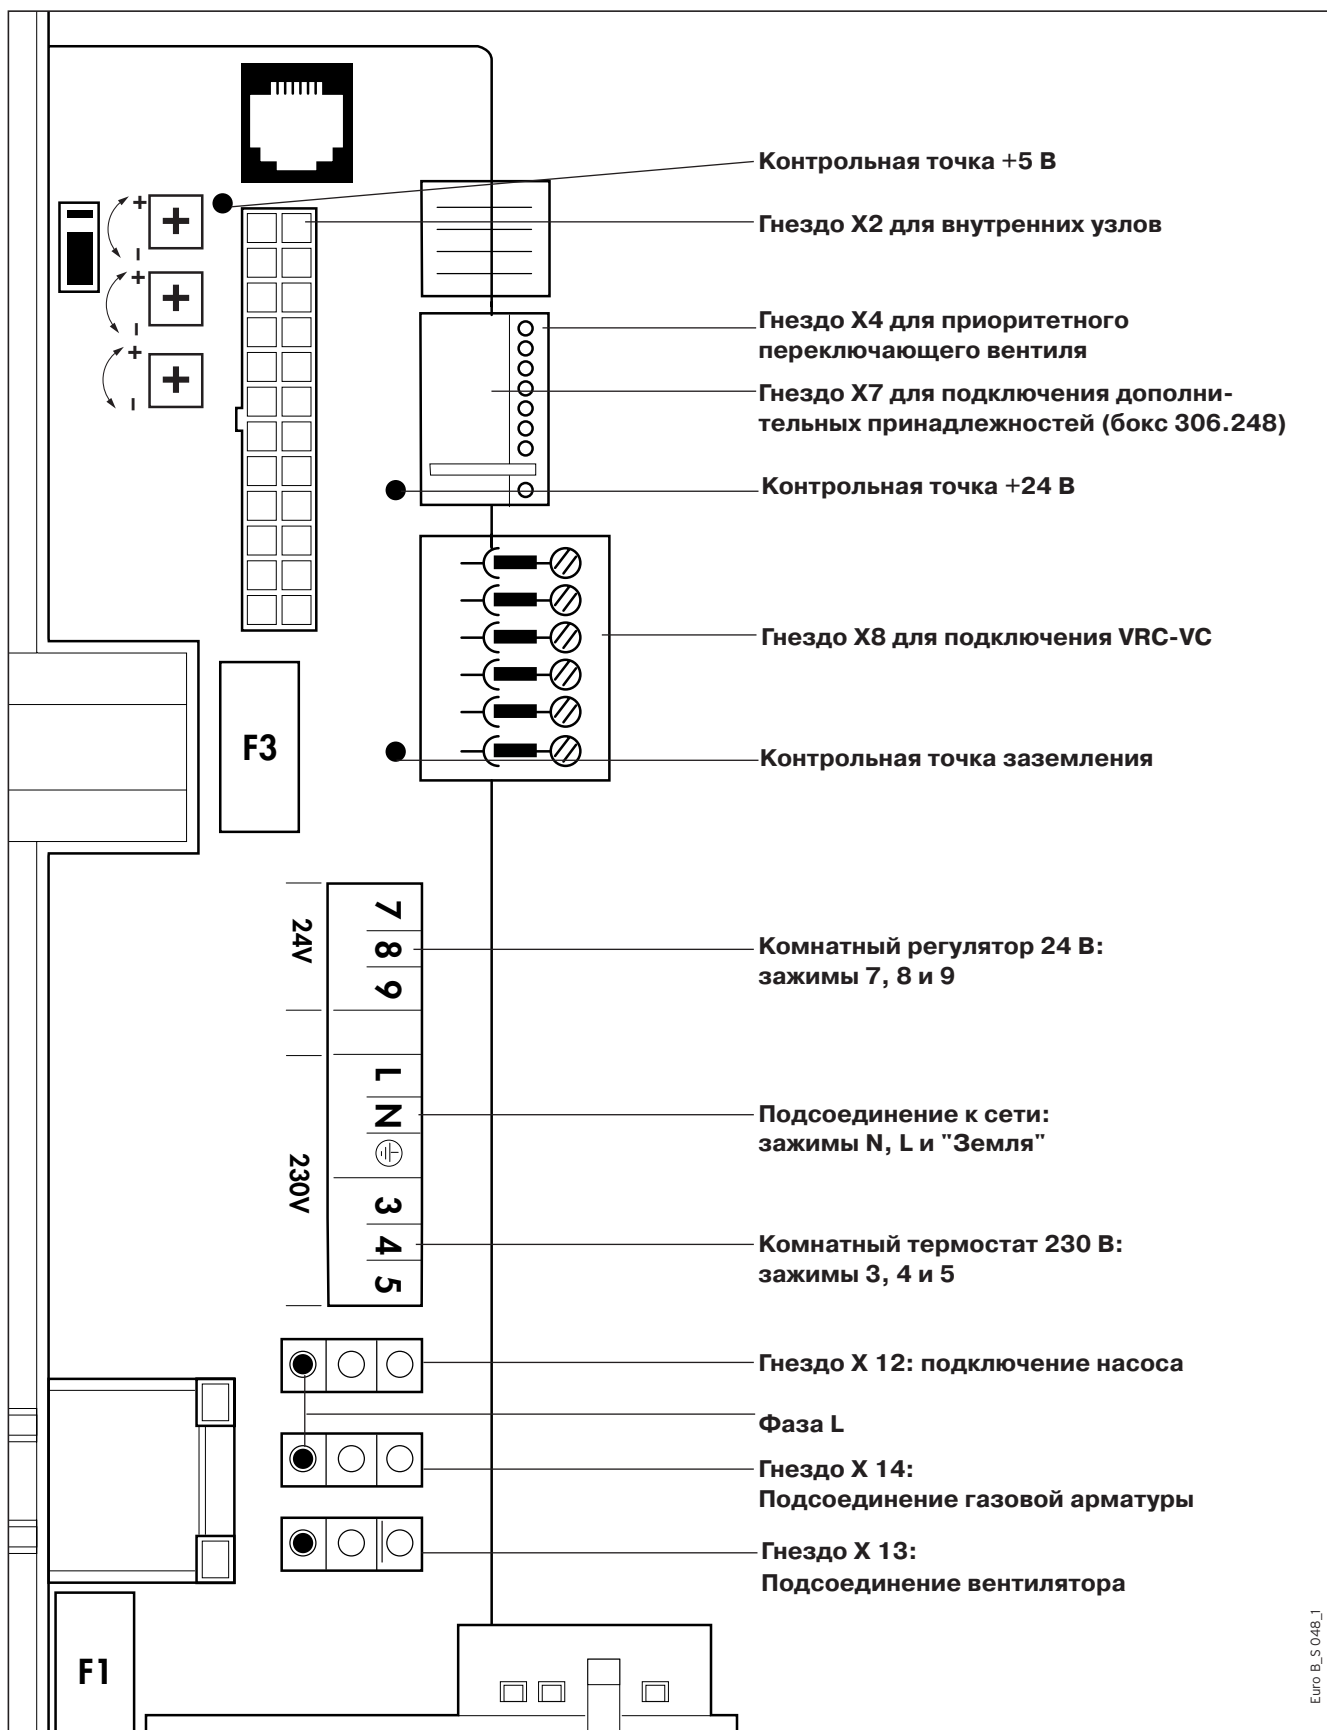 Контрольная точка +5 В
Гнездо X2 для внутренних узлов
Гнездо X4 для приоритетного
переключающего вентиля
Гнездо X7 для подключения дополни-
тельных принадлежностей (бокс 306.248)
Контрольная точка +24 В
Гнездо X8 для подключения VRC-VC
F3
Контрольная точка заземления
24V
7
8
9
Комнатный регулятор 24 В:
зажимы 7, 8 и 9
230V
L
N
Подсоединение к сети:
зажимы N, L и "Земля"
3
4
5
Комнатный термостат 230 В:
зажимы 3, 4 и 5
Гнездо X 12: подключение насоса
Фаза L
Гнездо X 14:
Подсоединение газовой арматуры
Гнездо X 13:
Подсоединение вентилятора
F1
Euro B_S 048_1